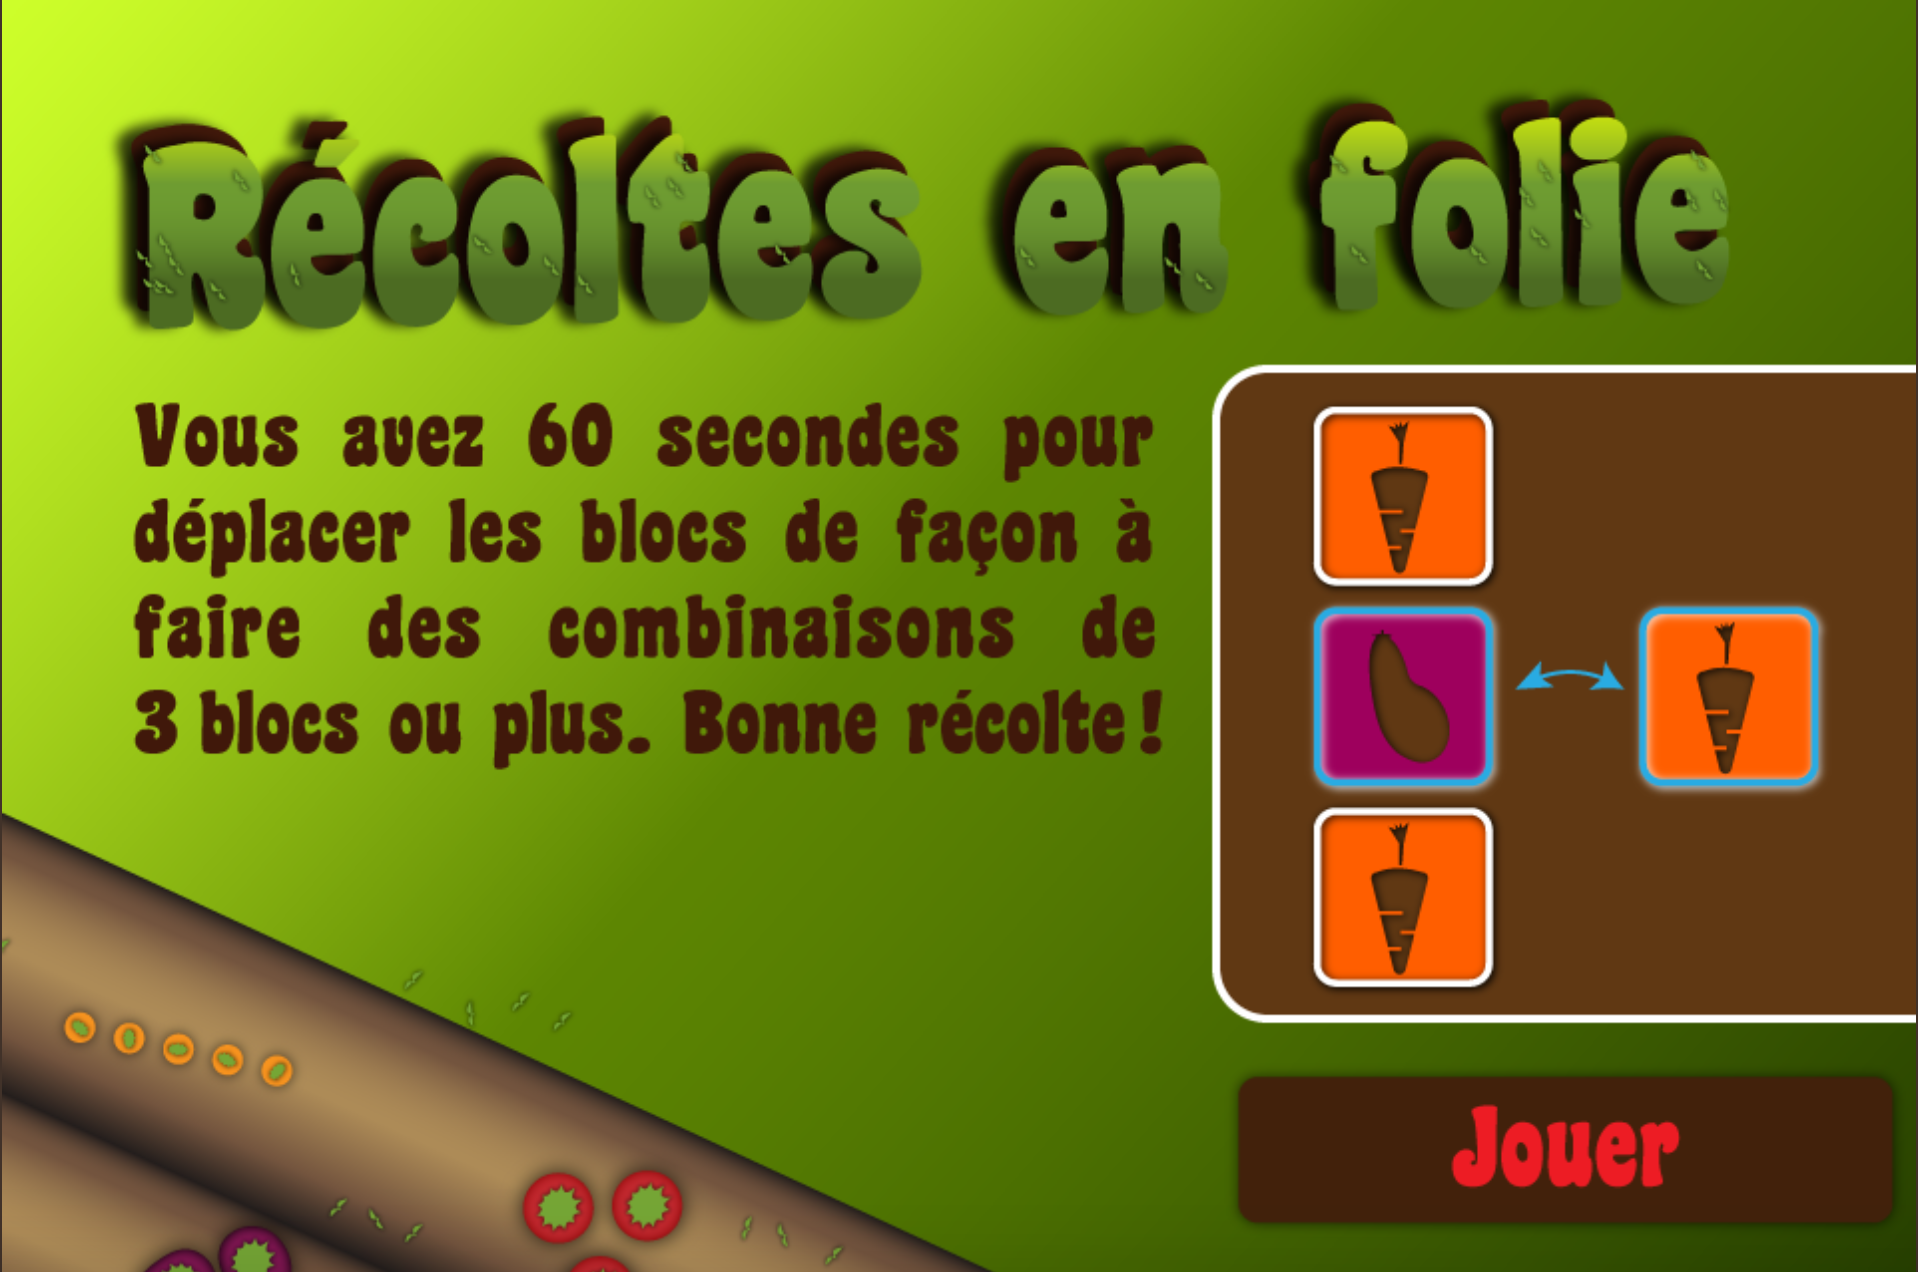 Récoltes en folie
Vous avez 60 secondes pour
déplacer les blocs de façon à
faire des combinaisons de
3 blocs ou plus. Bonne récolte !
Jouer